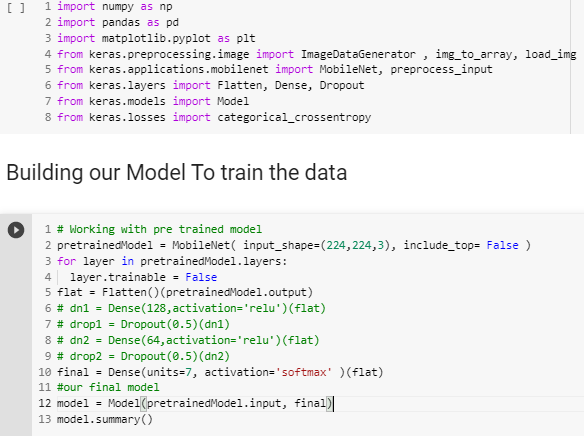 [ ] 1 import numpy as np
2 import pandas as pd
3 import matplotlib.pyplot as plt
4 from keras.preprocessing.image import ImageDataGenerator , img_to_array, load_img
5 from keras.applications.mobilenet import MobileNet, preprocess_input
6 from keras.layers import Flatten, Dense, Dropout
7 from keras.models import Model
8 from keras.losses import categorical_crossentropy
Building our Model To train the data
1 # Working with pre trained model
2 pretrainedModel = MobileNet( input_shape=(224,224,3), include_top= False )
3 for layer in pretrainedModel.layers:
4   layer.trainable = False
5 flat = Flatten()(pretrainedModel.output)
6 # dn1 = Dense(128,activation='relu')(flat)
7 # drop1 = Dropout(0.5)(dn1)
8 # dn2 = Dense(64,activation='relu')(flat)
9 # drop2 = Dropout(0.5)(dn2)
10 final = Dense(units=7, activation='softmax' )(flat)
11 #our final model
12 model = Model(pretrainedModel.input, final)
13 model.summary()